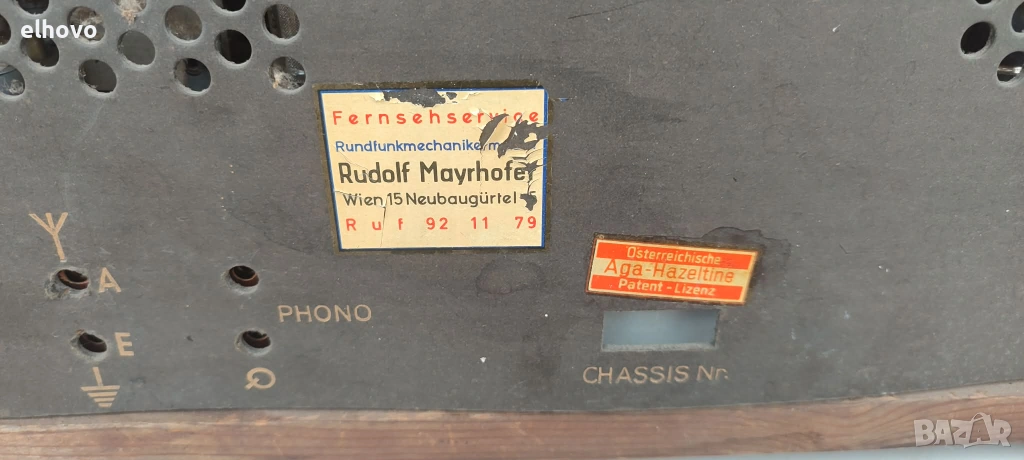 elhovo
Fernsehservice
Rundfunkmechaniker
Rudolf Mayrhofer
Wien 15 Neubaugürtel
Ruf 92 11 79
Österreichische
Aga-Hazeltine
Patent-Lizenz
A
PHONO
E
CHASSIS Nr.
BAZAR